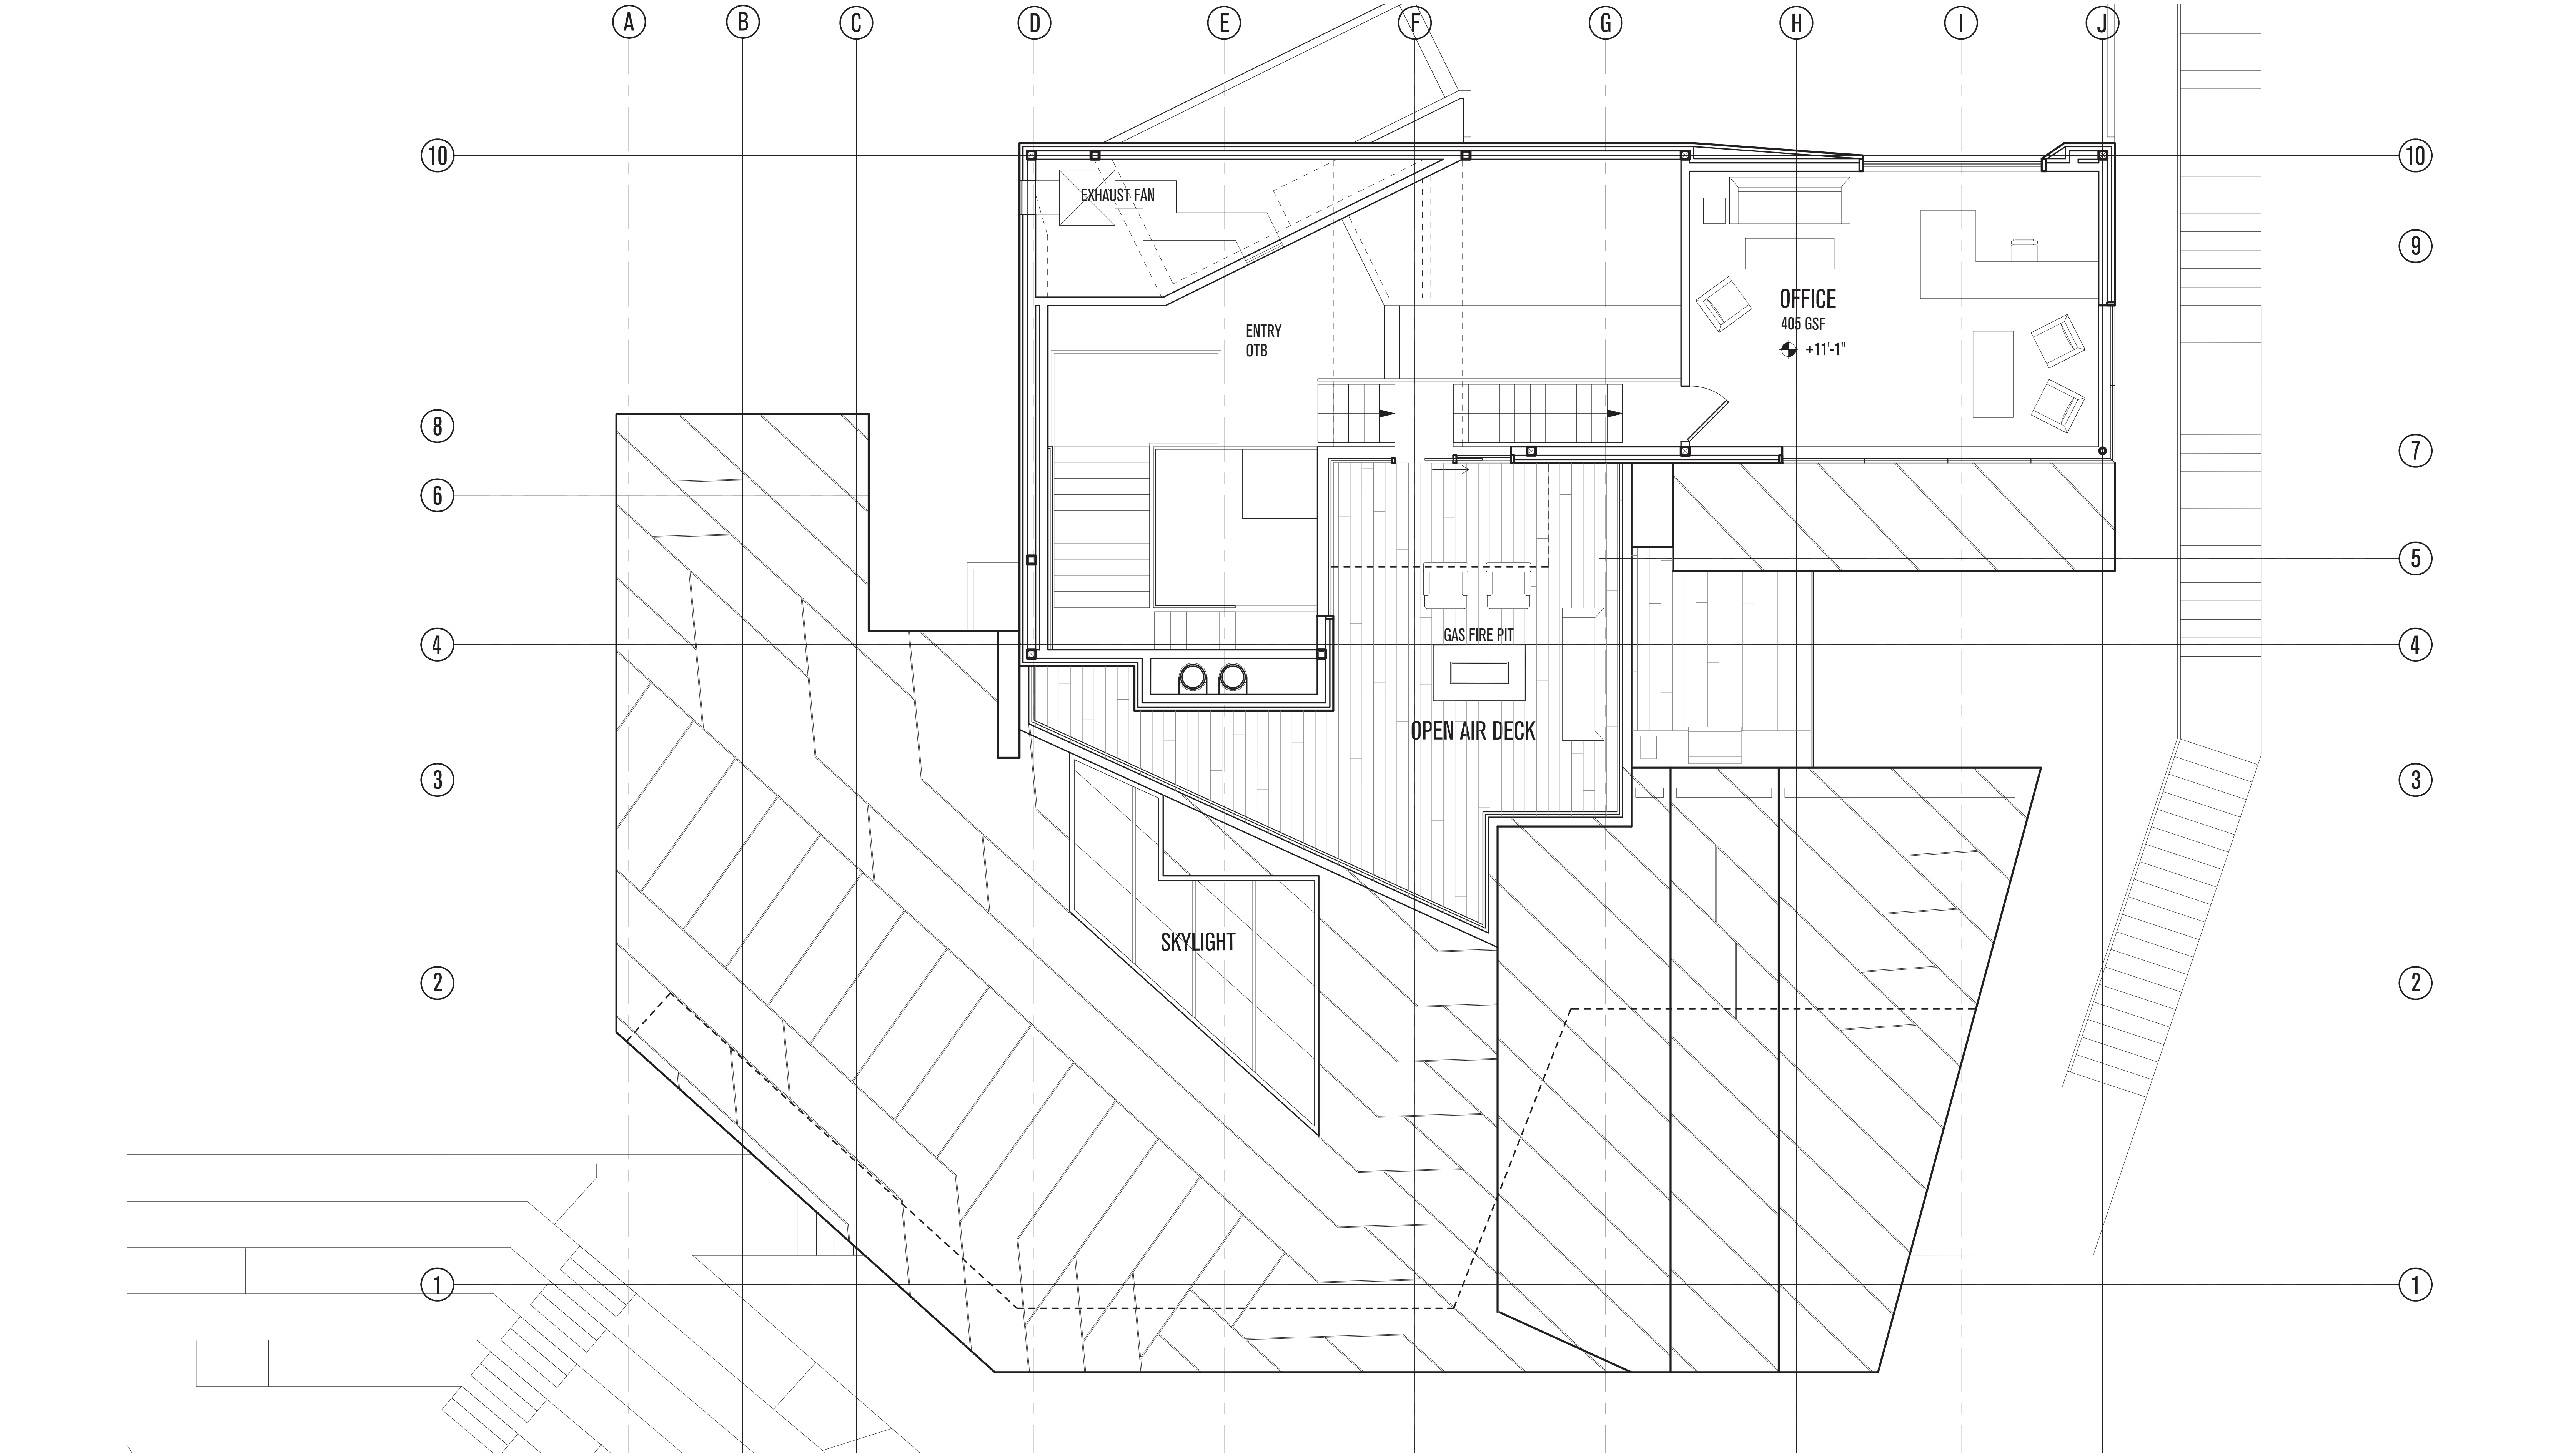 A B C D E F G H I J
10 10
EXHAUST FAN
9
OFFICE
405 GSF
+11'-1"
ENTRY
OTB
8
7
6
5
4 4
GAS FIRE PIT
OPEN AIR DECK
3 3
SKYLIGHT
2 2
1 1